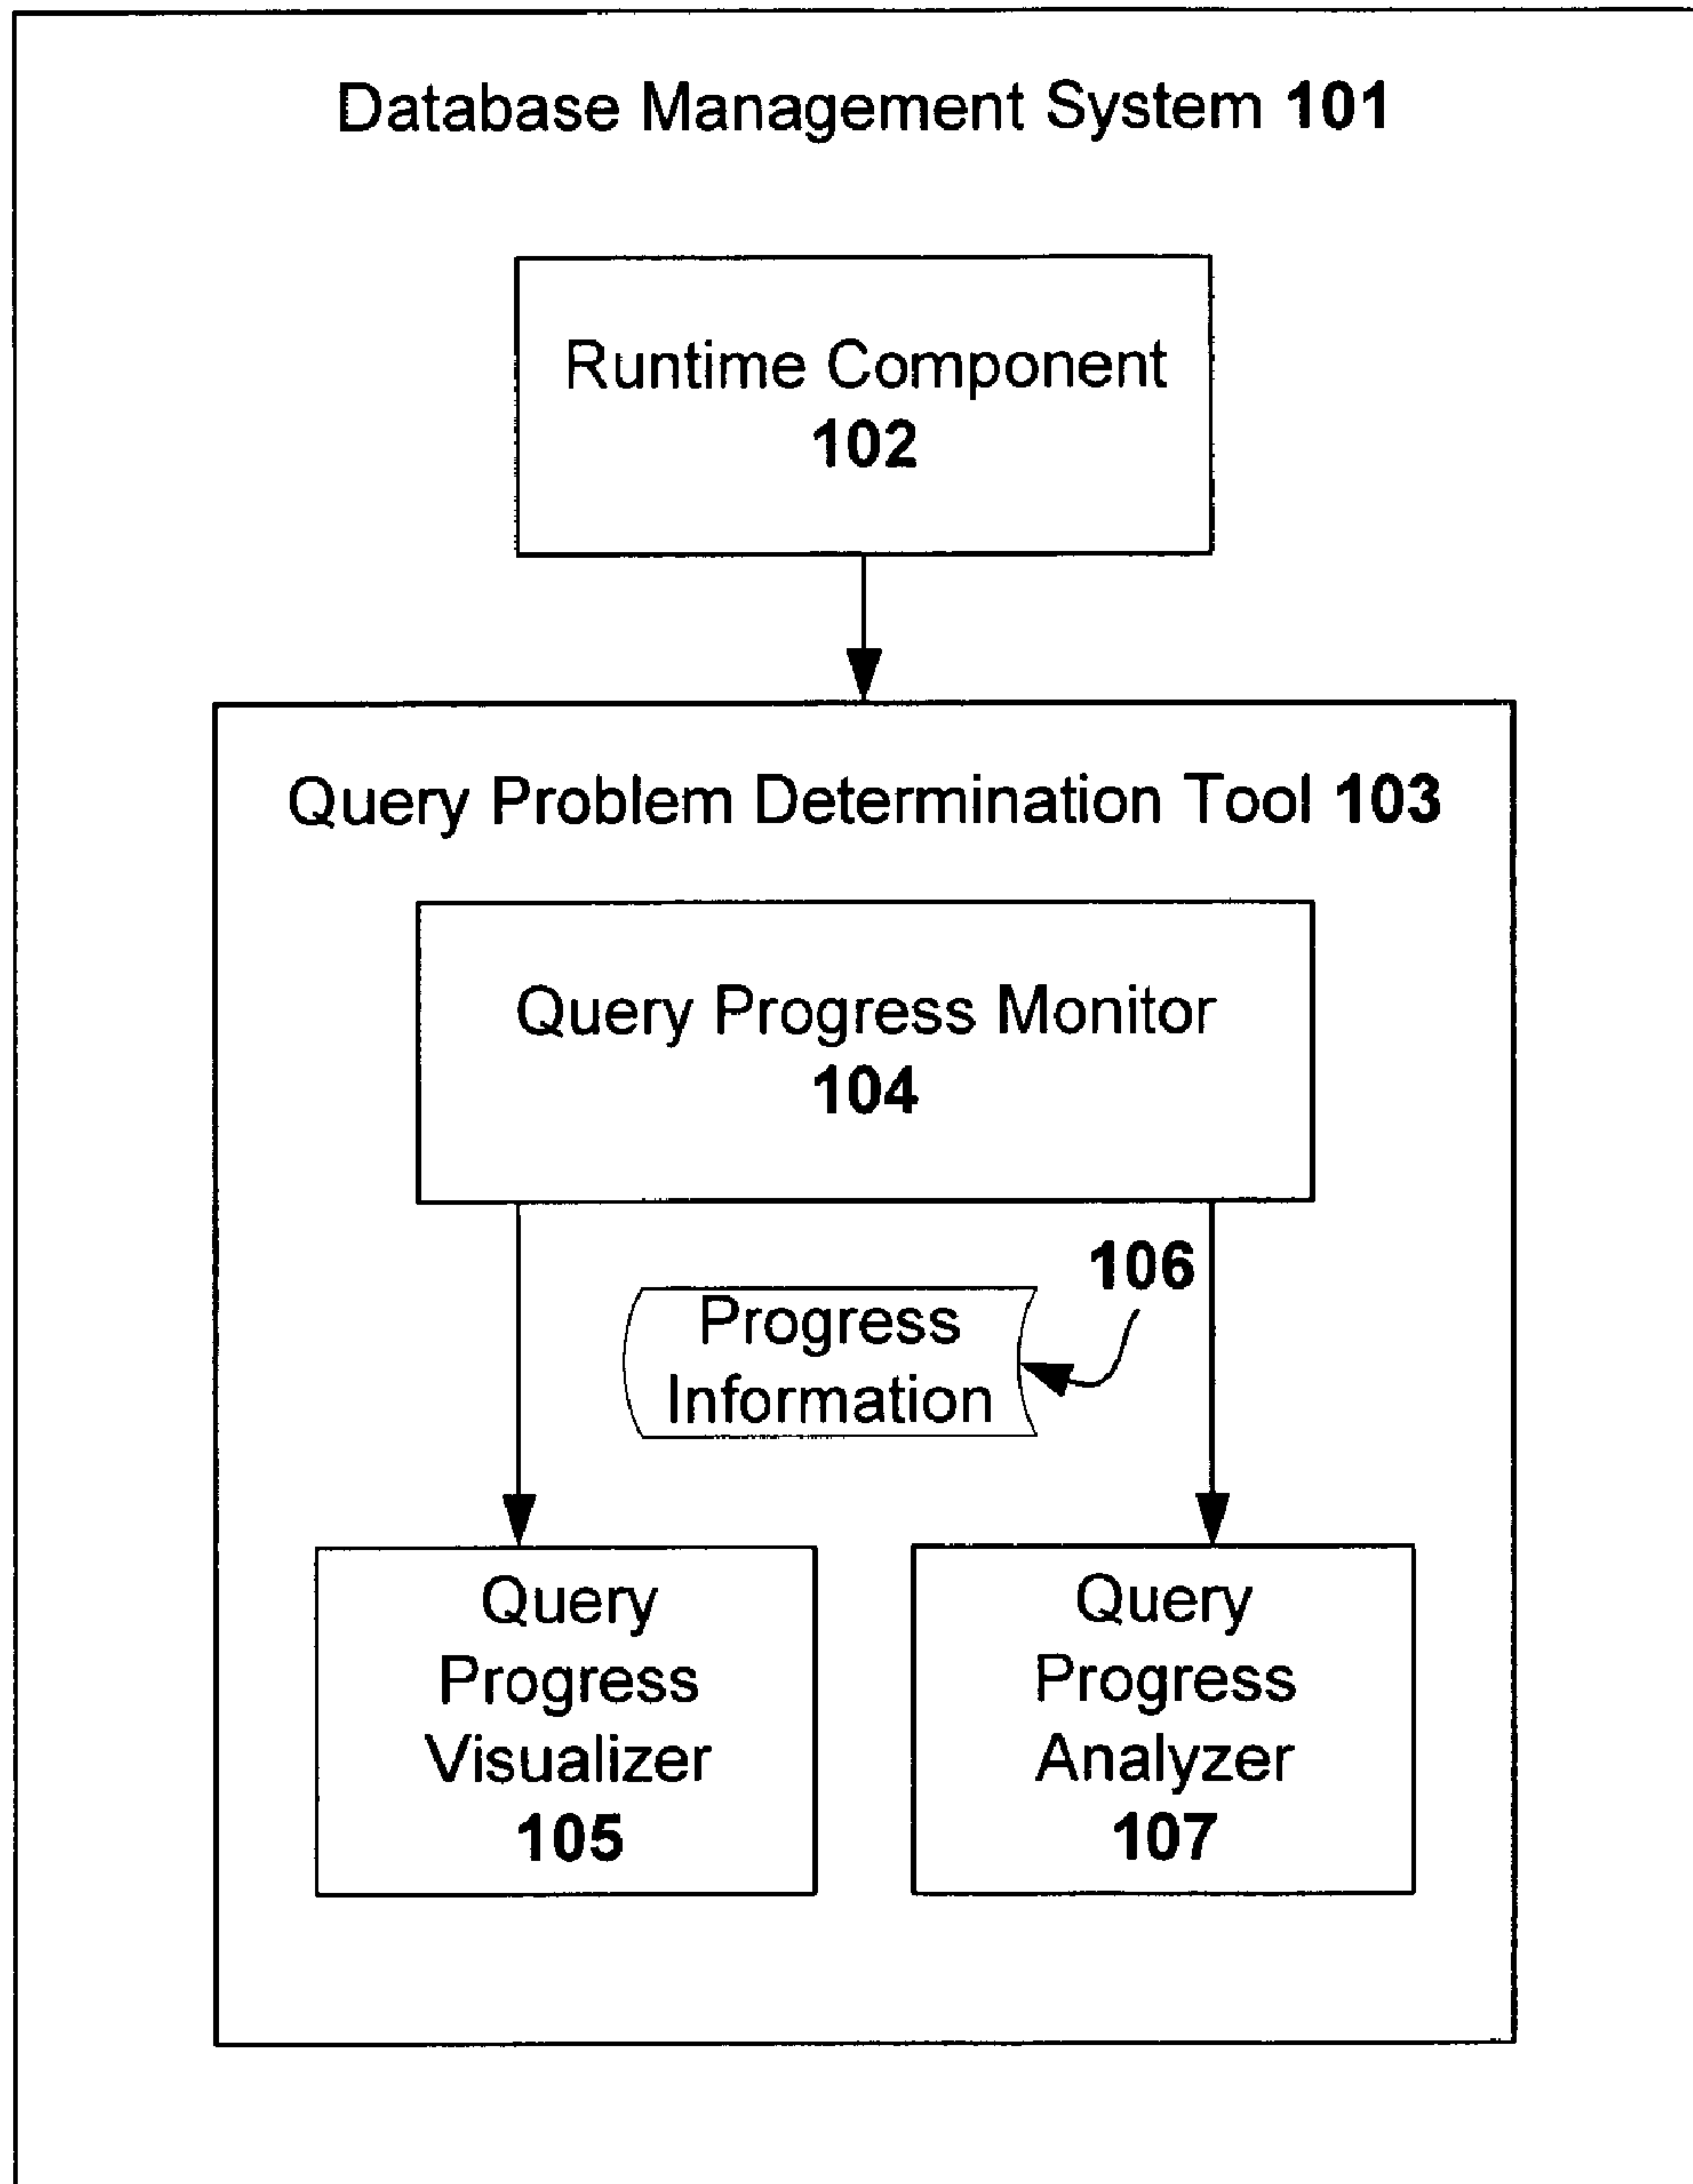 Database Management System 101
Runtime Component
102
Query Problem Determination Tool 103
Query Progress Monitor
104
106
Progress
Information
Query
Progress
Visualizer
105
Query
Progress
Analyzer
107